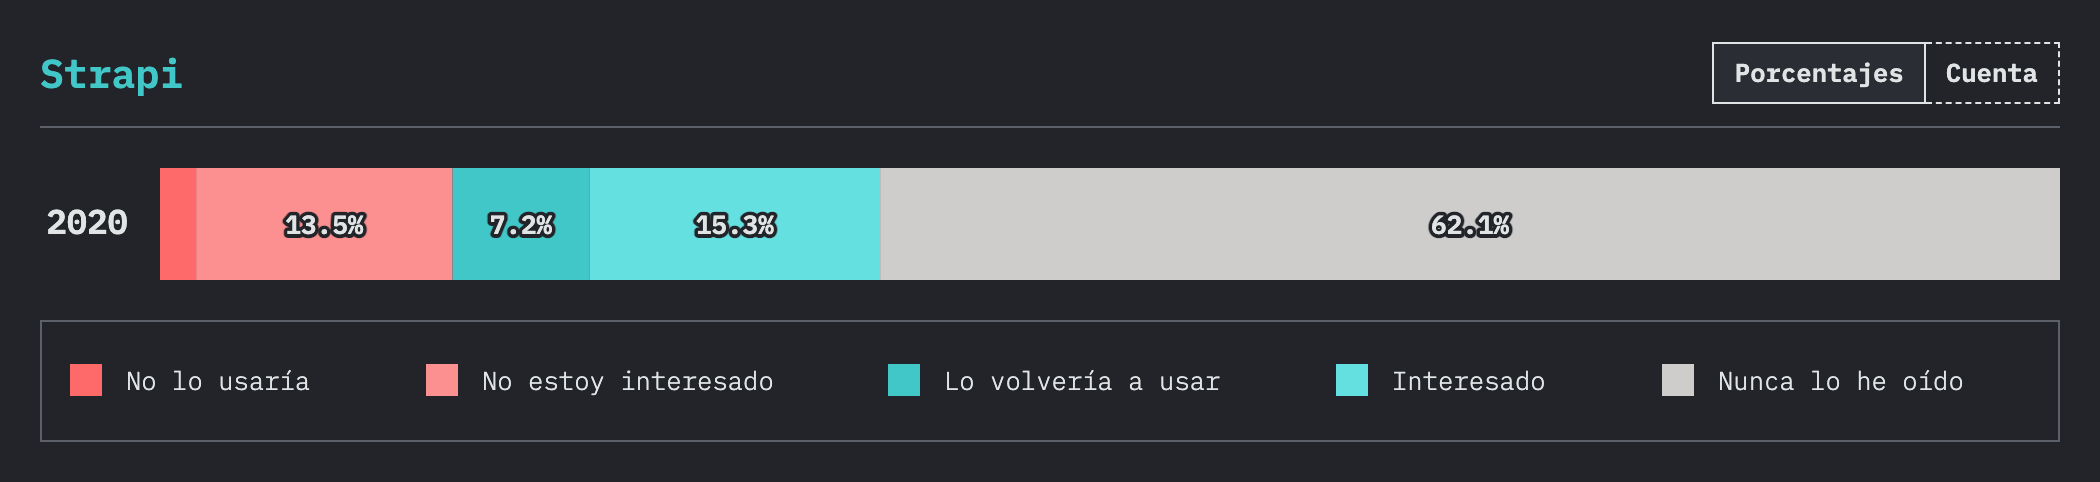 Strapi
Porcentajes Cuenta
2020 13.5% 7.2% 15.3% 62.1%
No lo usaría No estoy interesado Lo volvería a usar Interesado Nunca lo he oído